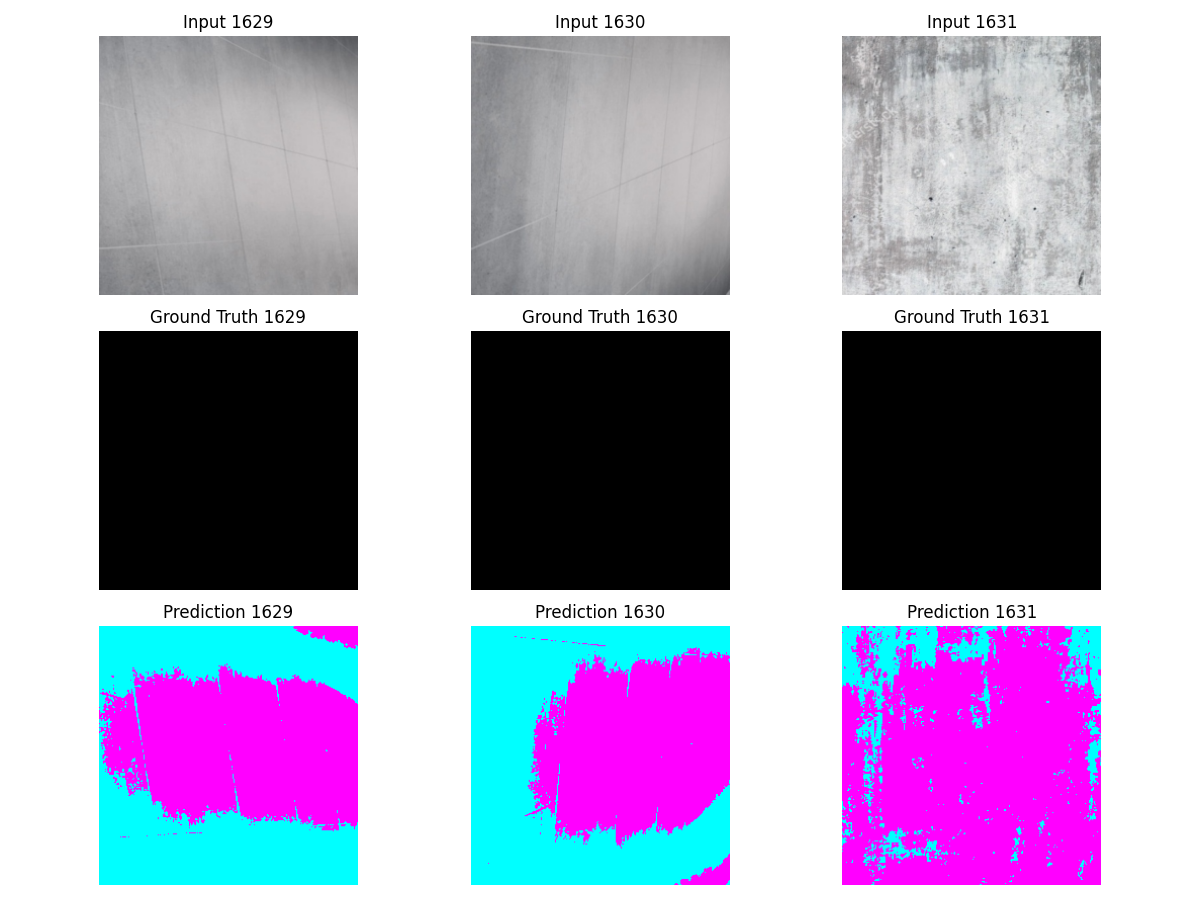 Input 1629
Input 1630
Input 1631
Ground Truth 1629
Ground Truth 1630
Ground Truth 1631
Prediction 1629
Prediction 1630
Prediction 1631